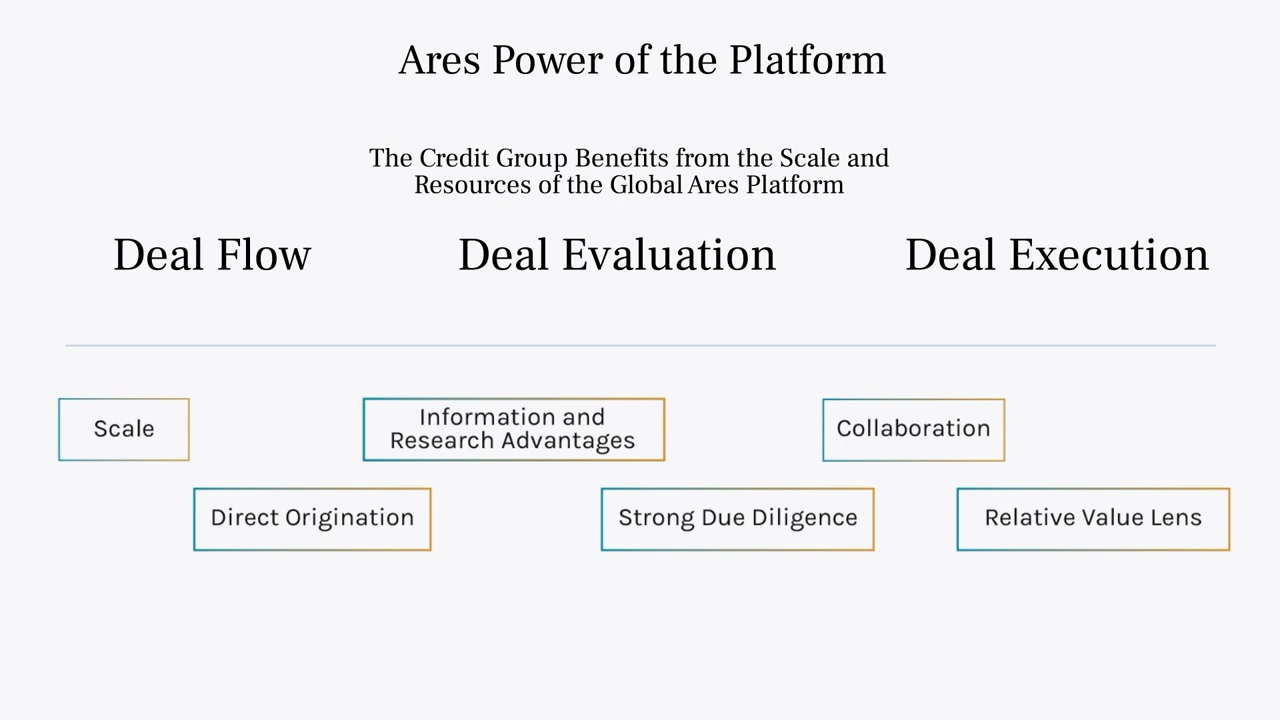 Ares Power of the Platform
The Credit Group Benefits from the Scale and
Resources of the Global Ares Platform
Deal Flow
Deal Evaluation
Deal Execution
Scale
Information and
Research Advantages
Collaboration
Direct Origination
Strong Due Diligence
Relative Value Lens